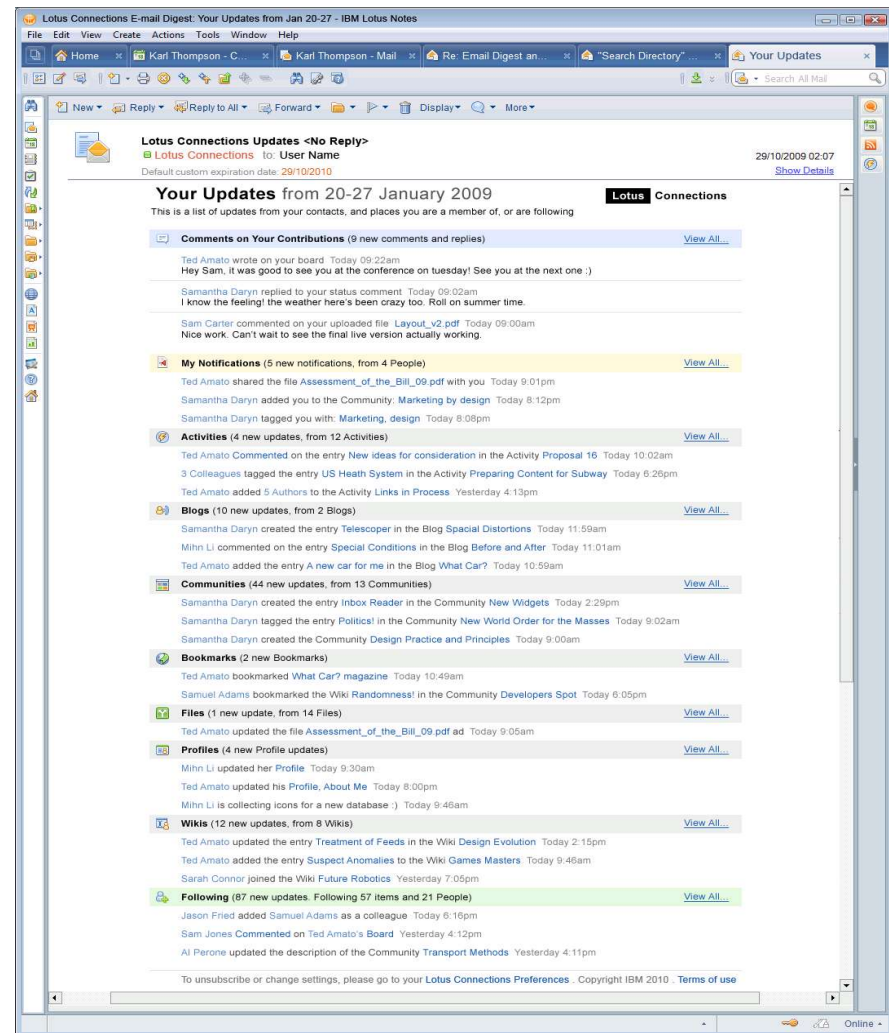 Lotus Connections E-mail Digest: Your Updates from Jan 20-27 - IBM Lotus Notes
File Edit View Create Actions Tools Window Help
Home Karl Thompson - C... Karl Thompson - Mail Re: Email Digest an... "Search Directory" ... Your Updates
Search All Mail
New Reply Reply to All Forward Display More
Lotus Connections Updates <No Reply>
Lotus Connections to: User Name 29/10/2009 02:07
Default custom expiration date: 29/10/2010 Show Details
Your Updates from 20-27 January 2009 Lotus Connections
This is a list of updates from your contacts, and places you are a member of, or are following
Comments on Your Contributions (9 new comments and replies) View All...
Ted Amato wrote on your board Today 09:22am
Hey Sam, it was good to see you at the conference on tuesday! See you at the next one :)
Samantha Daryn replied to your status comment Today 09:02am
I know the feeling! the weather here's been crazy too. Roll on summer time.
Sam Carter commented on your uploaded file Layout_v2.pdf Today 09:00am
Nice work. Can't wait to see the final live version actually working.
My Notifications (5 new notifications, from 4 People) View All...
Ted Amato shared the file Assessment_of_the_Bill_09.pdf with you Today 9:01pm
Samantha Daryn added you to the Community: Marketing by design Today 8:12pm
Samantha Daryn tagged you with: Marketing, design Today 8:08pm
Activities (4 new updates, from 12 Activities) View All...
Ted Amato Commented on the entry New ideas for consideration in the Activity Proposal 16 Today 10:02am
3 Colleagues tagged the entry US Heath System in the Activity Preparing Content for Subway Today 6:26pm
Ted Amato added 5 Authors to the Activity Links in Process Yesterday 4:13pm
Blogs (10 new updates, from 2 Blogs) View All...
Samantha Daryn created the entry Telescoper in the Blog Spacial Distortions Today 11:59am
Mihn Li commented on the entry Special Conditions in the Blog Before and After Today 11:01am
Ted Amato added the entry A new car for me in the Blog What Car? Today 10:59am
Communities (44 new updates, from 13 Communities) View All...
Samantha Daryn created the entry Inbox Reader in the Community New Widgets Today 2:29pm
Samantha Daryn tagged the entry Politics! in the Community New World Order for the Masses Today 9:02am
Samantha Daryn created the Community Design Practice and Principles Today 9:00am
Bookmarks (2 new Bookmarks) View All...
Ted Amato bookmarked What Car? magazine Today 10:49am
Samuel Adams bookmarked the Wiki Randomness! in the Community Developers Spot Today 6:05pm
Files (1 new update, from 14 Files) View All...
Ted Amato updated the file Assessment_of_the_Bill_09.pdf ad Today 9:05am
Profiles (4 new Profile updates) View All...
Mihn Li updated her Profile Today 9:30am
Ted Amato updated his Profile, About Me Today 8:00pm
Mihn Li is collecting icons for a new database :) Today 9:46am
Wikis (12 new updates, from 8 Wikis) View All...
Ted Amato updated the entry Treatment of Feeds in the Wiki Design Evolution Today 2:15pm
Ted Amato added the entry Suspect Anomalies to the Wiki Games Masters Today 9:46am
Sarah Connor joined the Wiki Future Robotics Yesterday 7:05pm
Following (87 new updates. Following 57 items and 21 People) View All...
Jason Fried added Samuel Adams as a colleague Today 6:16pm
Sam Jones Commented on Ted Amato's Board Yesterday 4:12pm
Al Perone updated the description of the Community Transport Methods Yesterday 4:11pm
To unsubscribe or change settings, please go to your Lotus Connections Preferences . Copyright IBM 2010 . Terms of use
Online